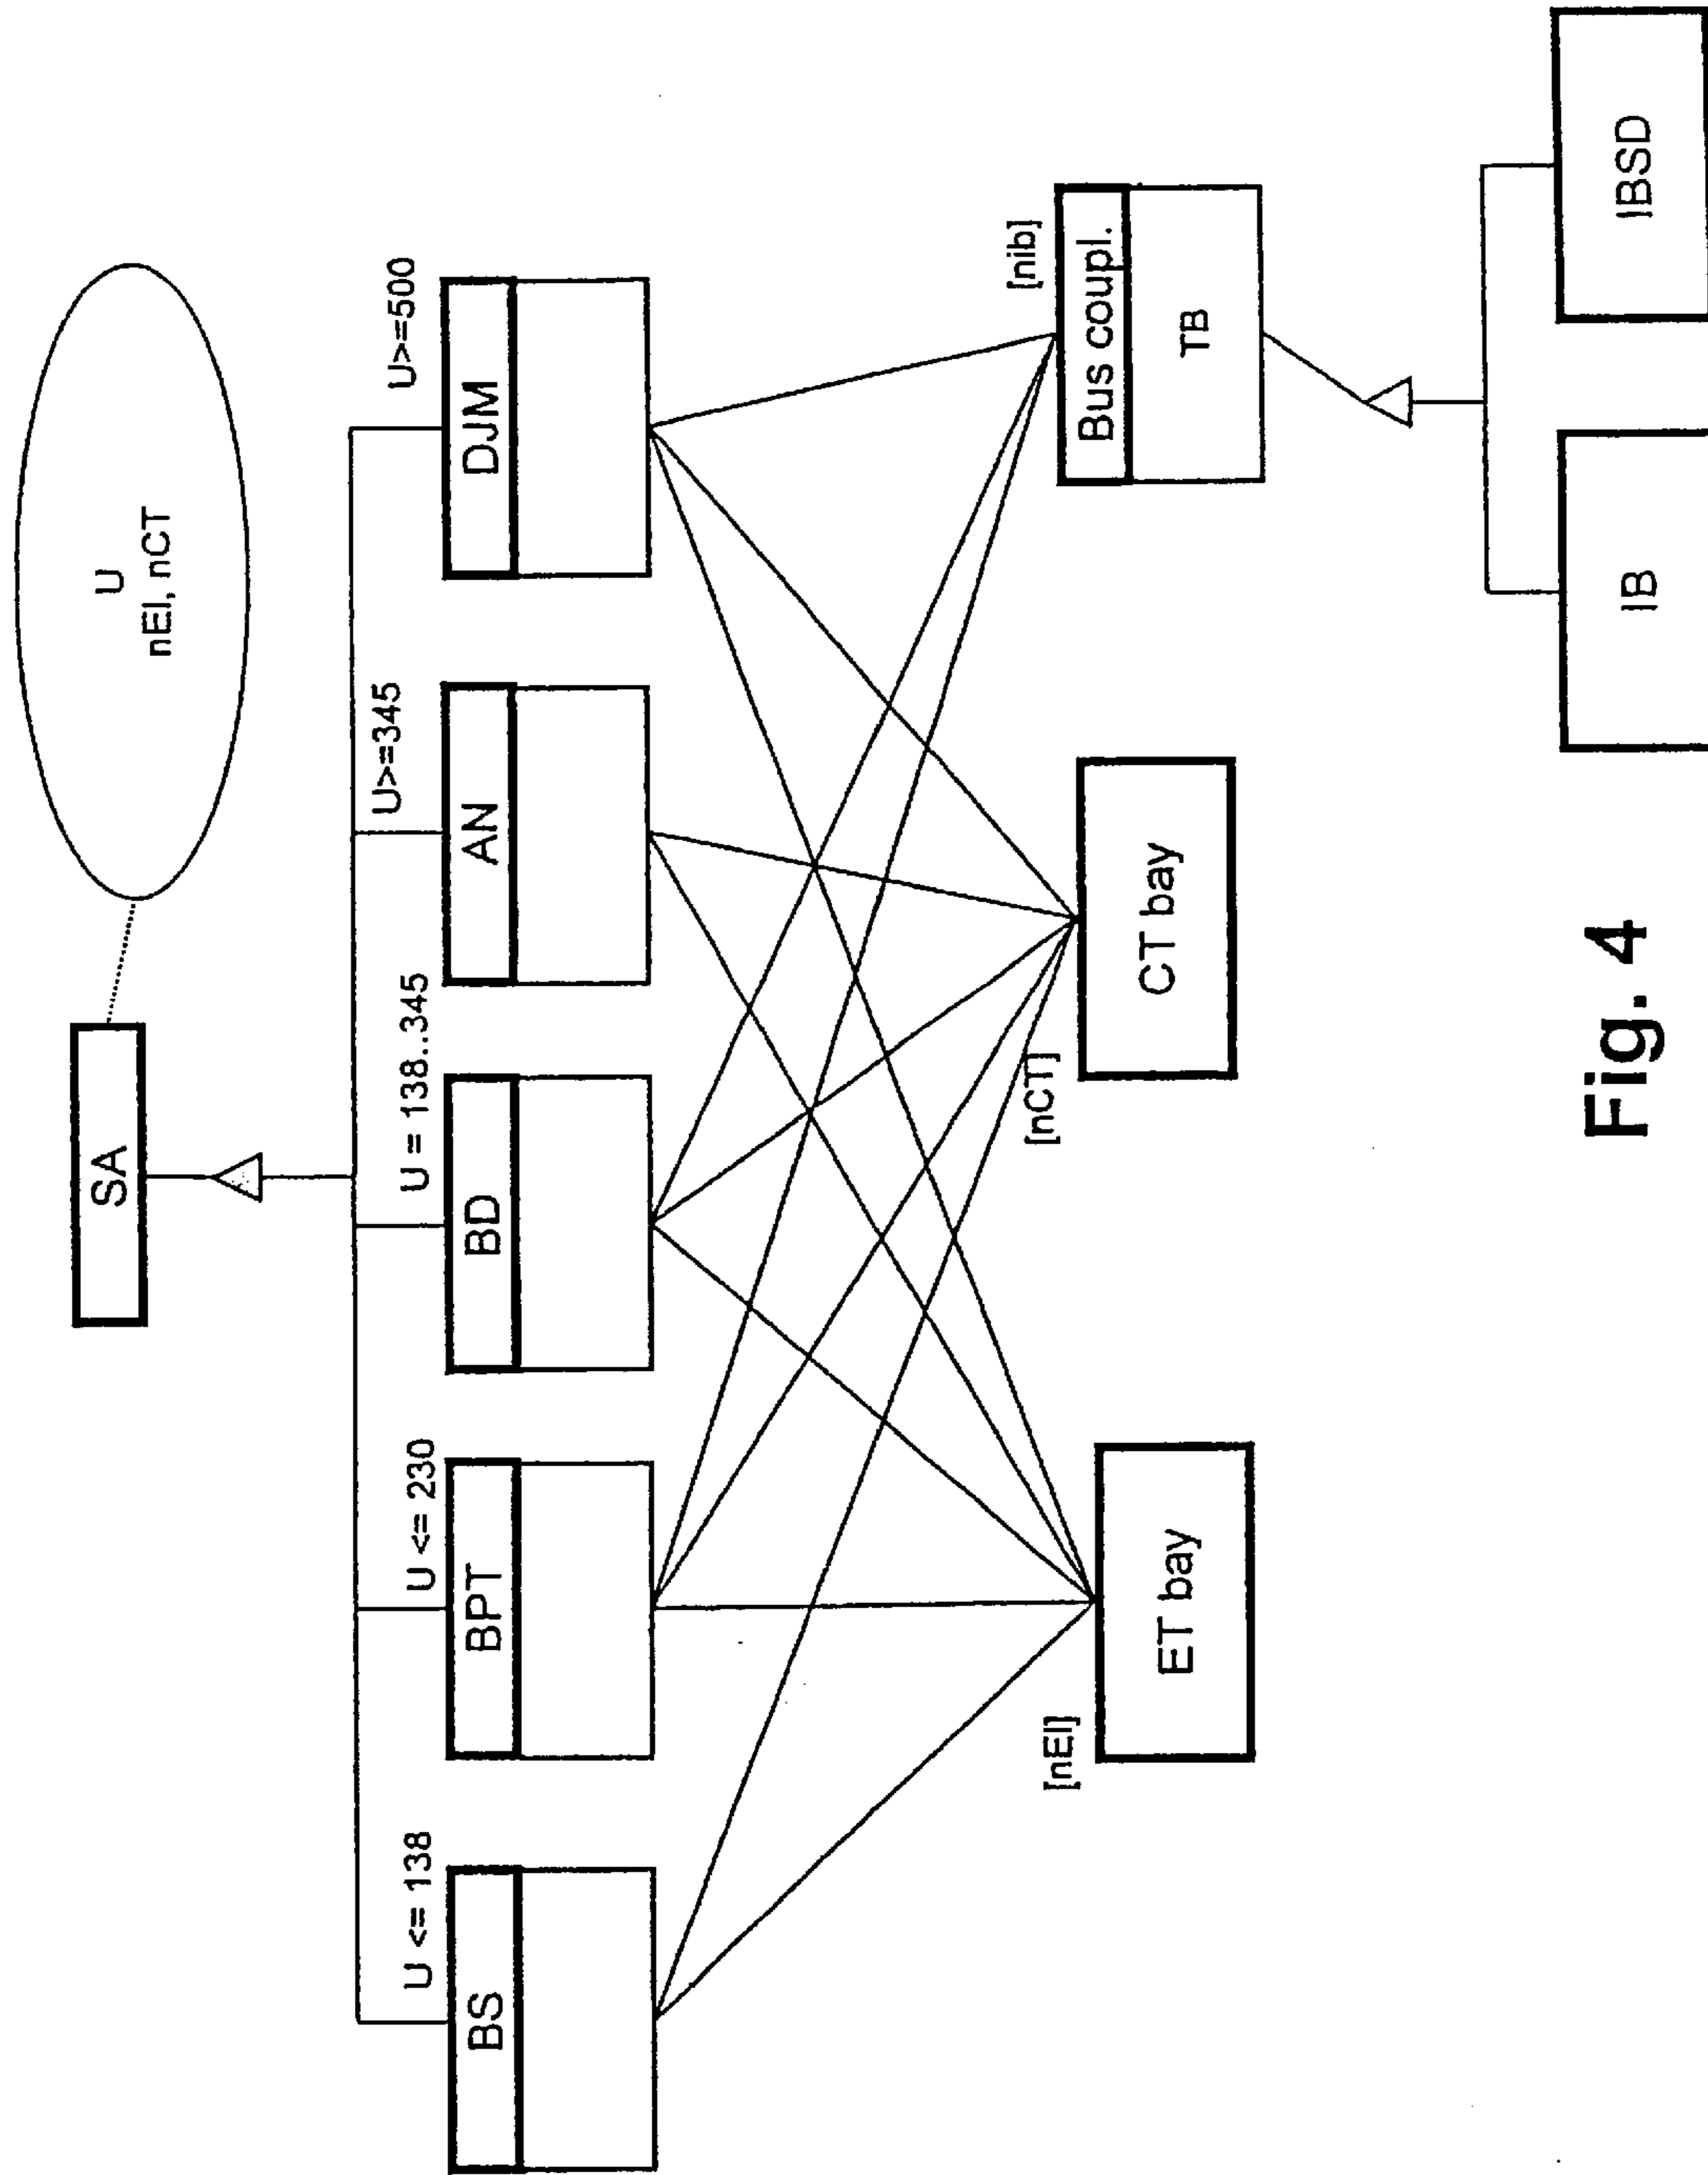 U
nEI, nCT
SA
U <= 138
U <= 230
U = 138..345
U>=345
U>=500
BS
BPT
BD
AN
DJM
[nEI]
[nCT]
[nib]
ET bay
CT bay
Bus coupl.
TB
IB
IBSD
Fig. 4